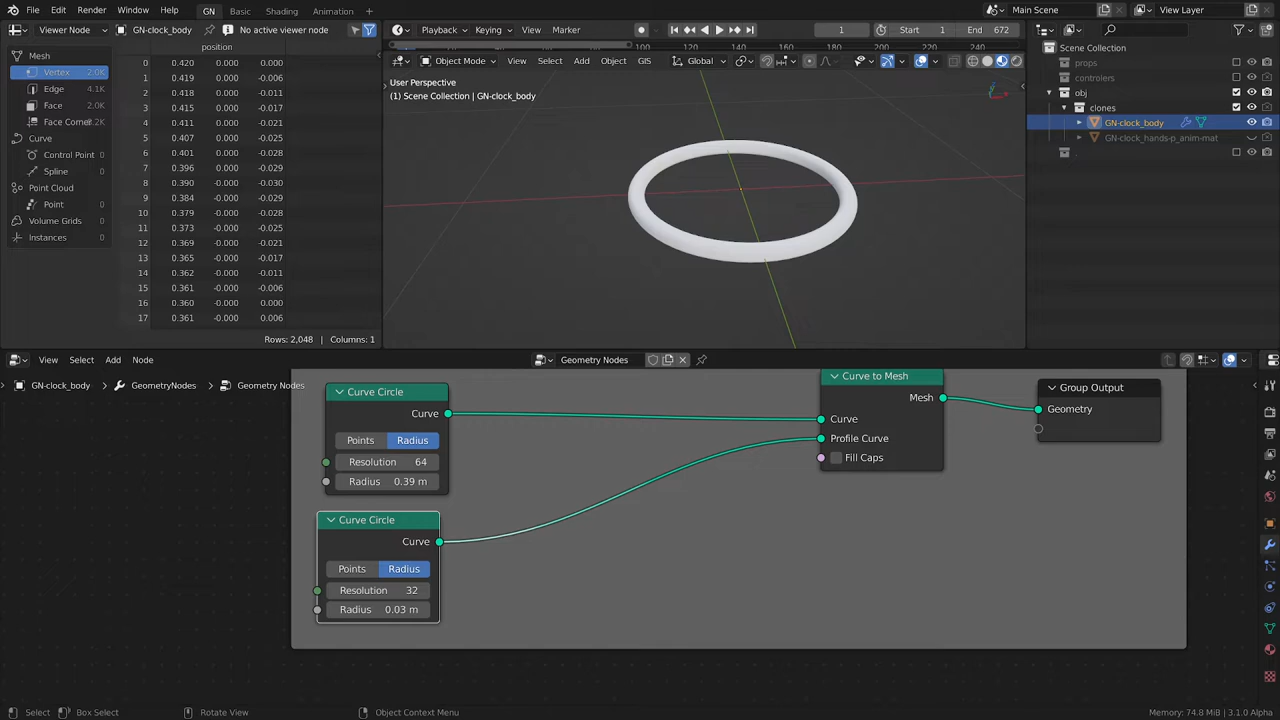 File Edit Render Window Help GN Basic Shading Animation Main Scene View Layer
Viewer Node GN-clock_body No active viewer node Playback Keying View Marker 1 Start 1 End 672
position
Mesh
Vertex 2.0K
Edge 4.1K
Face 2.0K
Face Corner 8.2K
Curve
Control Point 0
Spline 0
Point Cloud
Point 0
Volume Grids 0
Instances 0
0 0.420 0.000 0.000
1 0.419 0.000 -0.006
2 0.418 0.000 -0.011
3 0.415 0.000 -0.017
4 0.411 0.000 -0.021
5 0.407 0.000 -0.025
6 0.401 0.000 -0.028
7 0.396 0.000 -0.029
8 0.390 0.000 -0.030
9 0.384 0.000 -0.029
10 0.379 0.000 -0.028
11 0.373 -0.000 -0.025
12 0.369 -0.000 -0.021
13 0.365 -0.000 -0.017
14 0.362 -0.000 -0.011
15 0.361 -0.000 -0.006
16 0.360 -0.000 0.000
17 0.361 -0.000 0.006
Rows: 2,048 | Columns: 1
100 120 140 160 180 200 220 240
Object Mode View Select Add Object GIS Global
User Perspective
(1) Scene Collection | GN-clock_body
Scene Collection
props
controlers
obj
clones
GN-clock_body
GN-clock_hands-p_anim-mat
View Select Add Node Geometry Nodes
GN-clock_body GeometryNodes Geometry Nodes
Curve Circle
Curve
Points Radius
Resolution 64
Radius 0.39 m
Curve Circle
Curve
Points Radius
Resolution 32
Radius 0.03 m
Curve to Mesh
Mesh
Curve
Profile Curve
Fill Caps
Group Output
Geometry
Select Box Select Rotate View Object Context Menu Memory: 74.8 MiB | 3.1.0 Alpha